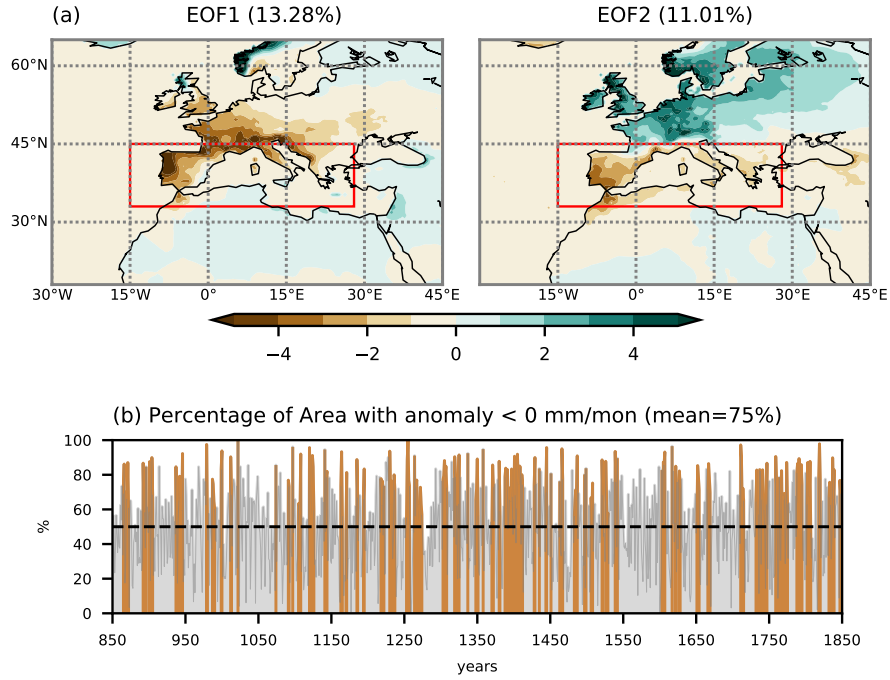 (a) EOF1 (13.28%) EOF2 (11.01%)
60°N
45°N
30°N
30°W 15°W 0° 15°E 30°E 45°E 15°W 0° 15°E 30°E 45°E
−4 −2 0 2 4
(b) Percentage of Area with anomaly < 0 mm/mon (mean=75%)
100
80
60
40
20
0
%
850 950 1050 1150 1250 1350 1450 1550 1650 1750 1850
years